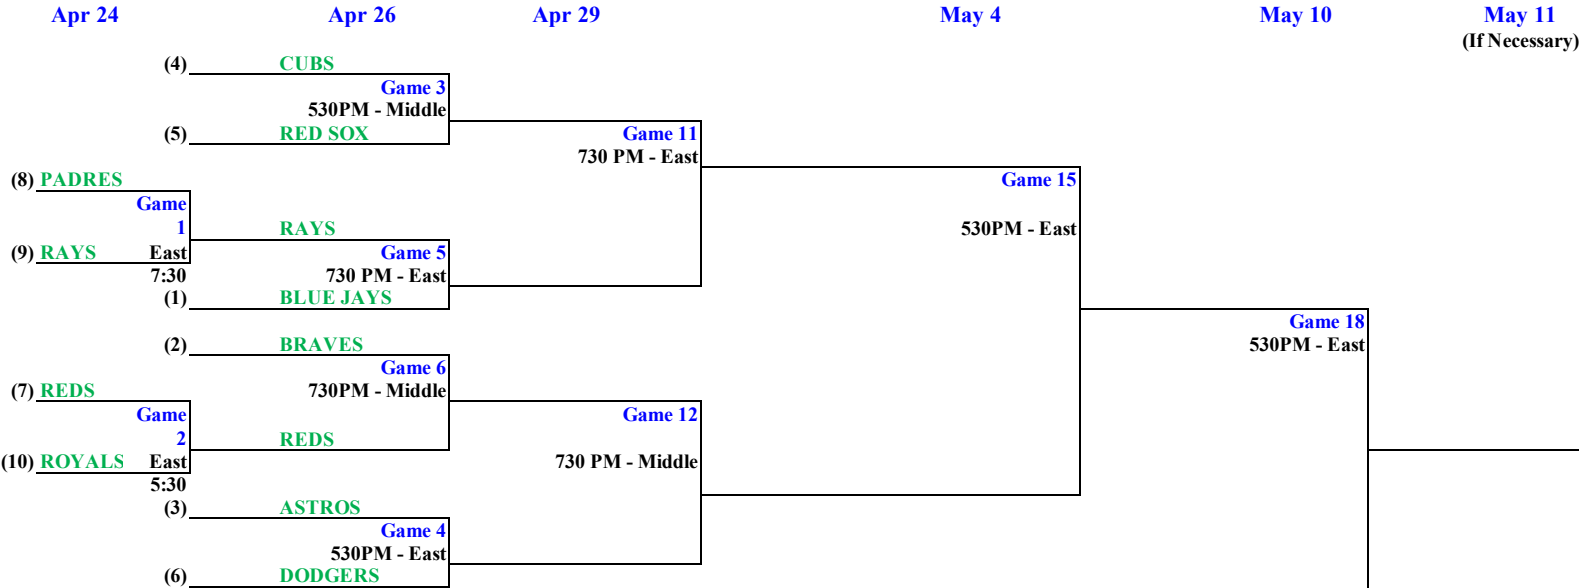 Apr 24 Apr 26 Apr 29 May 4 May 10 May 11
(If Necessary)
(4) CUBS
Game 3
530PM - Middle
(5) RED SOX
Game 11
730 PM - East
(8) PADRES
Game 15
Game
1
RAYS
530PM - East
(9) RAYS East
Game 5
7:30
730 PM - East
(1) BLUE JAYS
Game 18
(2) BRAVES
530PM - East
Game 6
(7) REDS
730PM - Middle
Game
2
Game 12
REDS
(10) ROYALS East
730 PM - Middle
5:30
(3) ASTROS
Game 4
530PM - East
(6) DODGERS